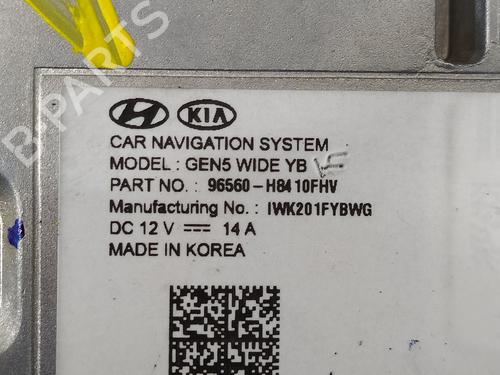 KIA
CAR NAVIGATION SYSTEM
MODEL : GEN5 WIDE YB VE
PART NO. : 96560-H8410FHV
Manufacturing No. : IWK201FYBWG
DC 12 V ⎓ 14 A
MADE IN KOREA
B-PARTS